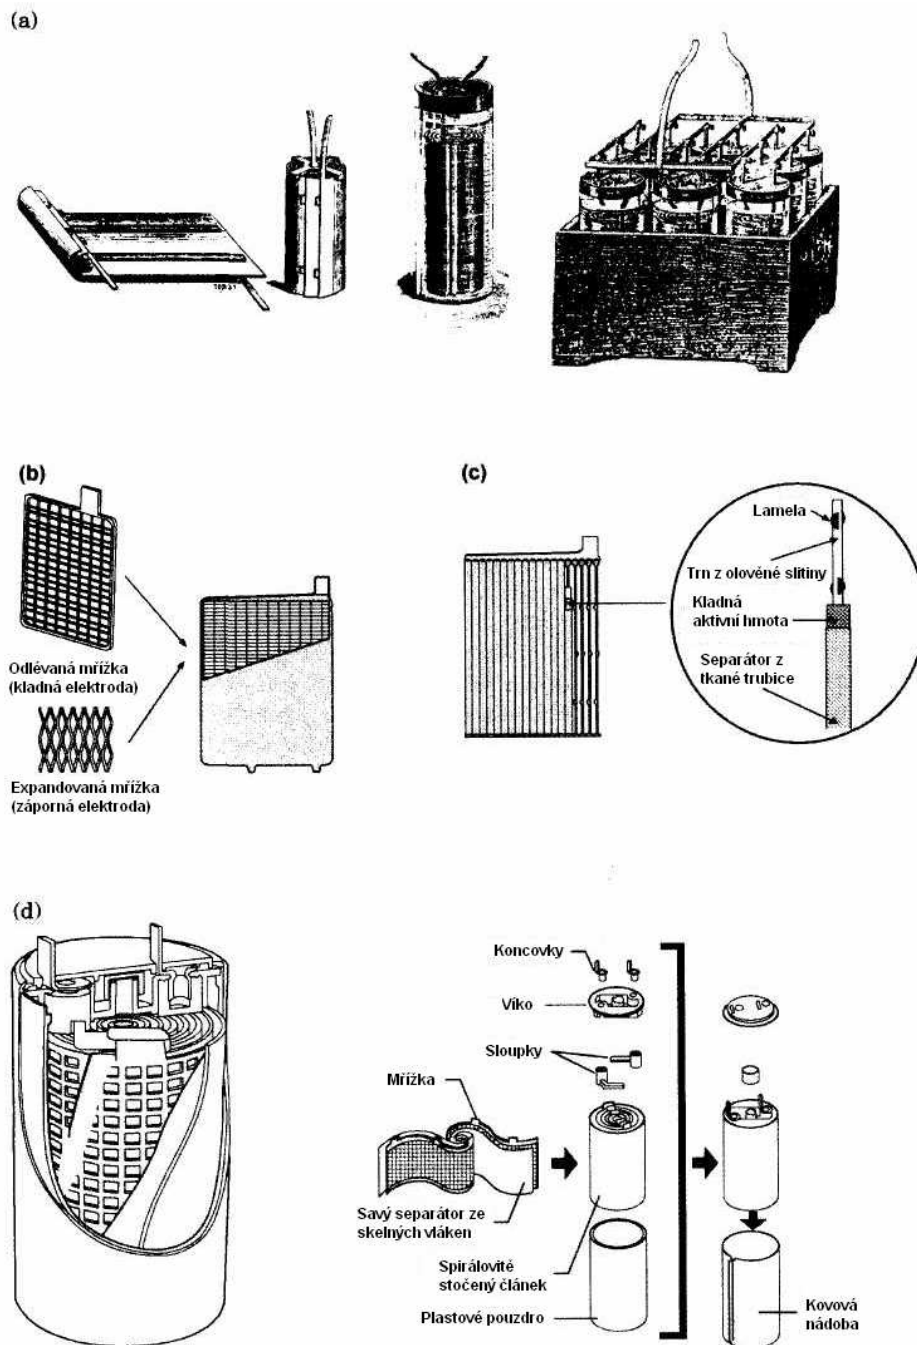 (a)
(b)
Odlévaná mřížka
(kladná elektroda)
Expandovaná mřížka
(záporná elektroda)
(c)
Lamela
Trn z olověné slitiny
Kladná
aktivní hmota
Separátor z
tkané trubice
(d)
Koncovky
Víko
Sloupky
Mřížka
Savý separátor ze
skelných vláken
Spirálovitě
stočený článek
Plastové pouzdro
Kovová
nádoba